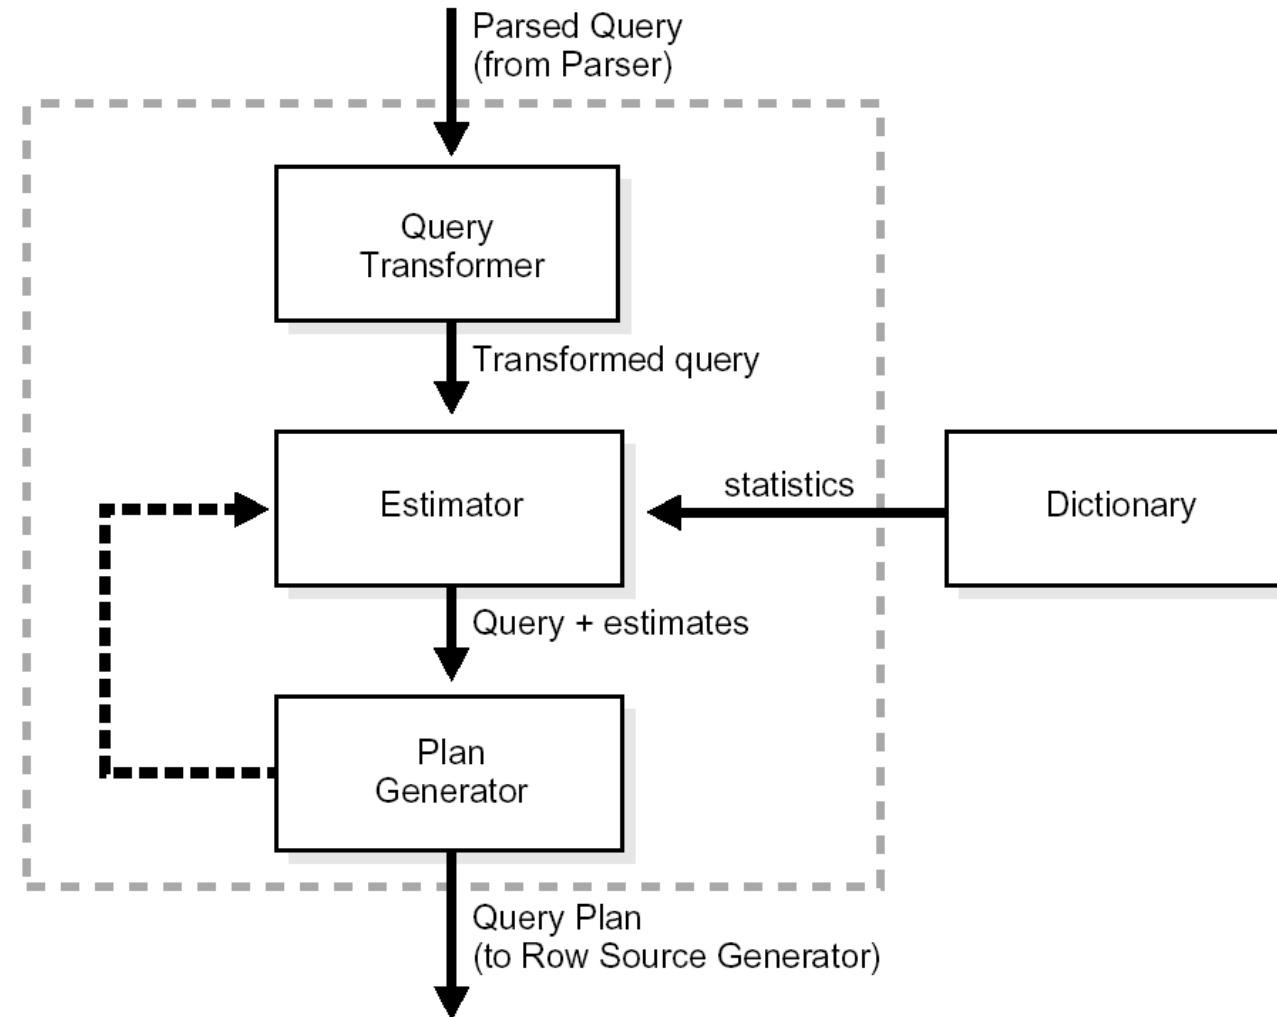 Parsed Query
(from Parser)
Query
Transformer
Transformed query
Estimator
statistics
Dictionary
Query + estimates
Plan
Generator
Query Plan
(to Row Source Generator)